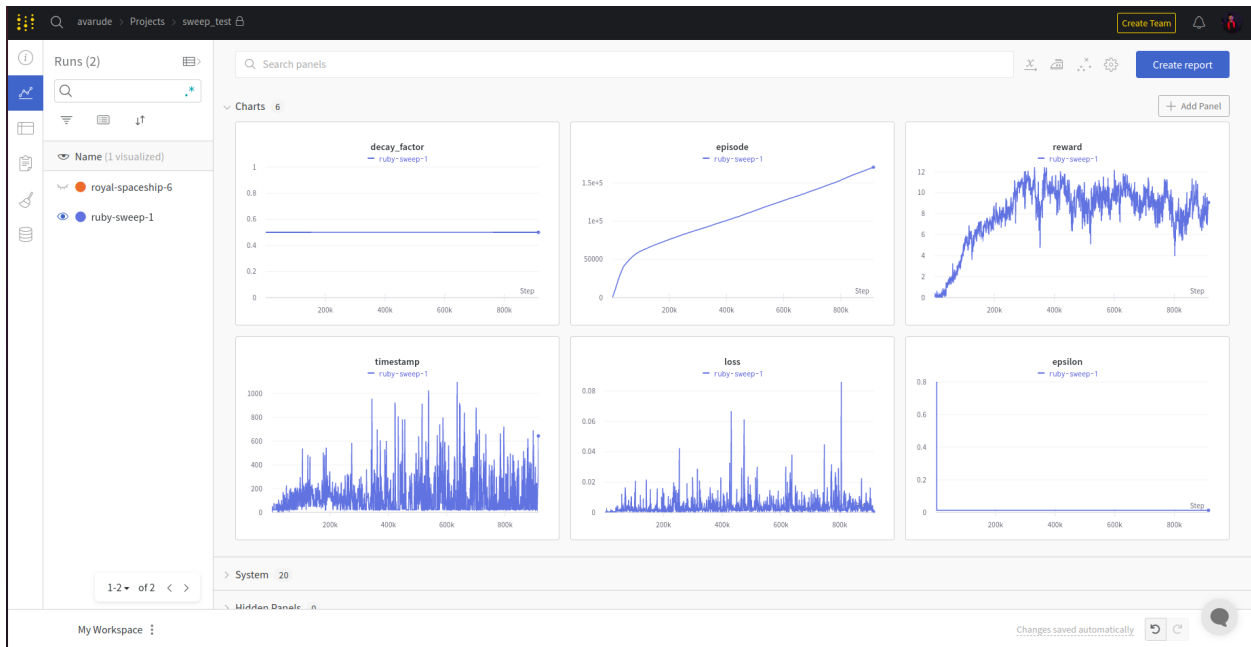 avarude > Projects > sweep_test
Create Team
Runs (2)
Search panels
Create report
.*
Charts 6
+ Add Panel
Name (1 visualized)
royal-spaceship-6
ruby-sweep-1
decay_factor
ruby-sweep-1
1
0.8
0.6
0.4
0.2
0
Step
200k 400k 600k 800k
episode
ruby-sweep-1
1.5e+5
1e+5
50000
0
Step
200k 400k 600k 800k
reward
ruby-sweep-1
12
10
8
6
4
2
0
Step
200k 400k 600k 800k
timestamp
ruby-sweep-1
1000
800
600
400
200
0
200k 400k 600k 800k
loss
ruby-sweep-1
0.08
0.06
0.04
0.02
0
200k 400k 600k 800k
epsilon
ruby-sweep-1
0.8
0.6
0.4
0.2
0
Step
200k 400k 600k 800k
1-2 of 2 < >
System 20
Hidden Panels 0
My Workspace
Changes saved automatically